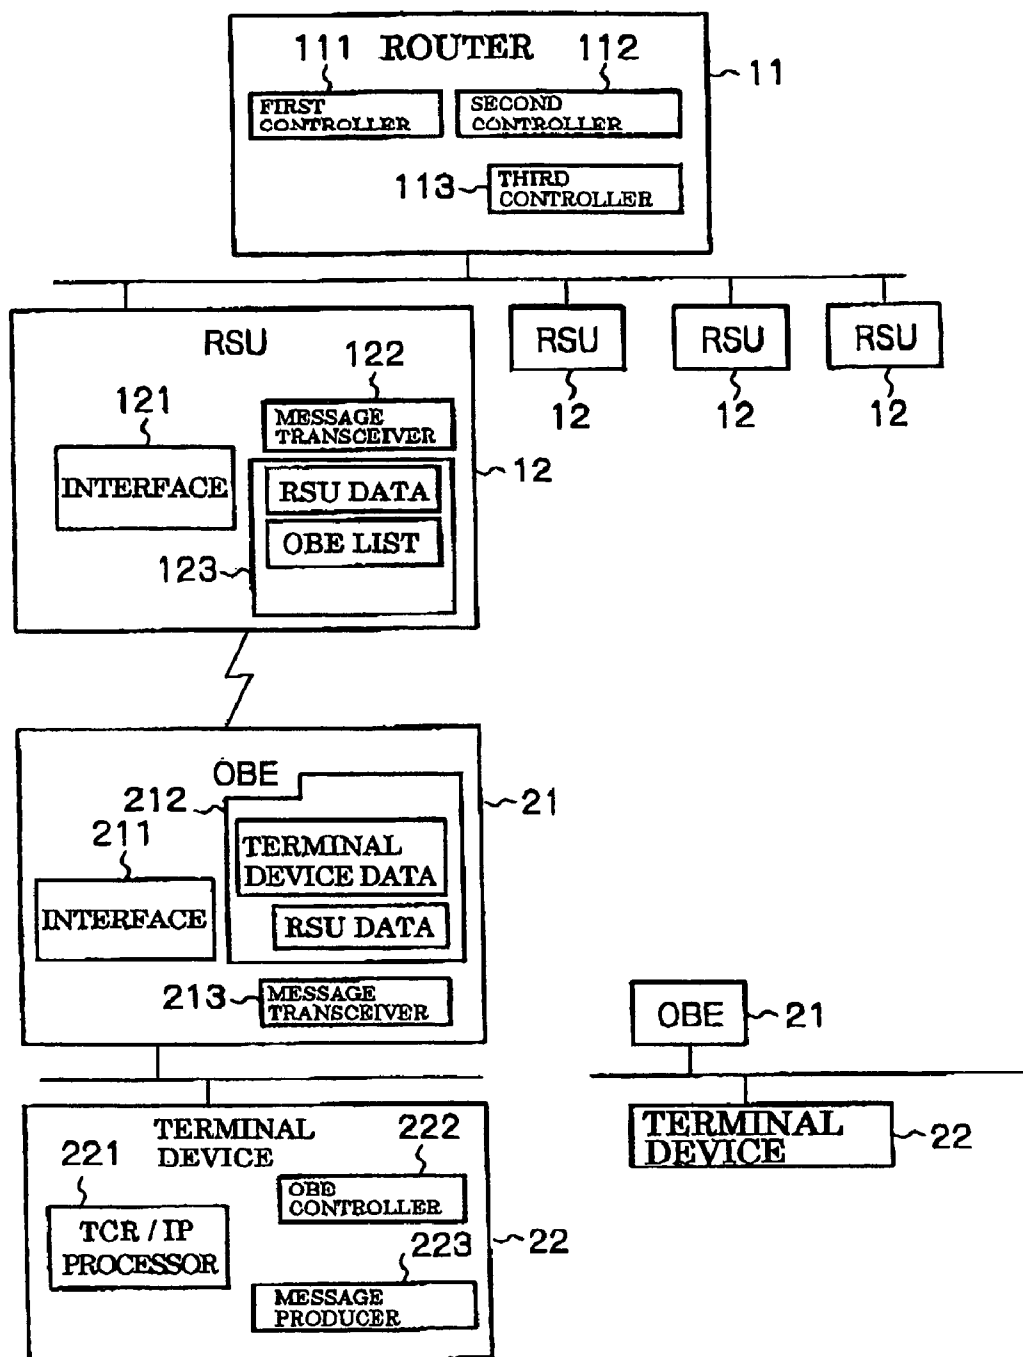 111 ROUTER 112
11
FIRST
CONTROLLER
SECOND
CONTROLLER
113
THIRD
CONTROLLER
RSU
RSU
RSU
RSU
12
12
12
122
121
MESSAGE
TRANSCEIVER
12
INTERFACE
RSU DATA
OBE LIST
123
OBE
212
21
211
TERMINAL
DEVICE DATA
INTERFACE
RSU DATA
213
MESSAGE
TRANSCEIVER
OBE
21
TERMINAL
DEVICE
222
221
OBE
CONTROLLER
TCR / IP
PROCESSOR
22
223
MESSAGE
PRODUCER
TERMINAL
DEVICE
22